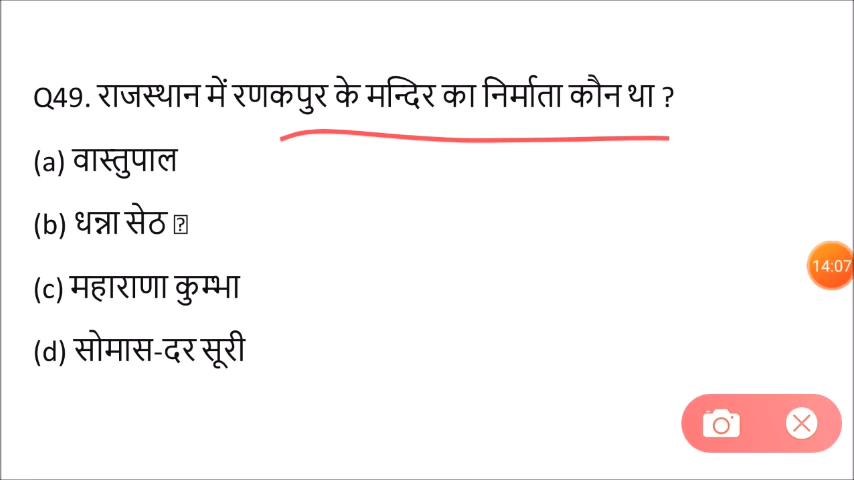 Q49. राजस्थान में रणकपुर के मन्दिर का निर्माता कौन था ?
(a) वास्तुपाल
(b) धन्ना सेठ
(c) महाराणा कुम्भा
(d) सोमास-दर सूरी
14:07